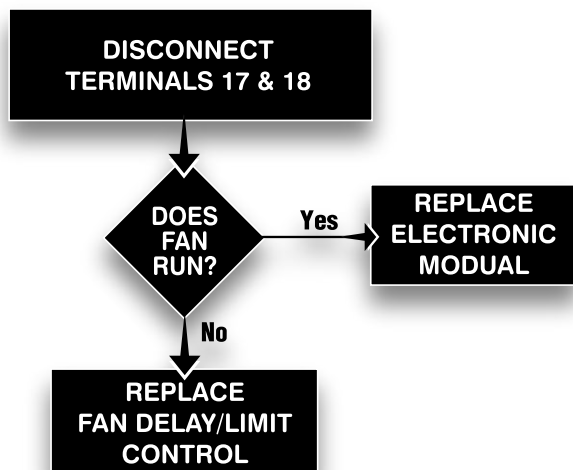 DISCONNECT
TERMINALS 17 & 18
DOES
FAN
RUN?
Yes
REPLACE
ELECTRONIC
MODUAL
No
REPLACE
FAN DELAY/LIMIT
CONTROL